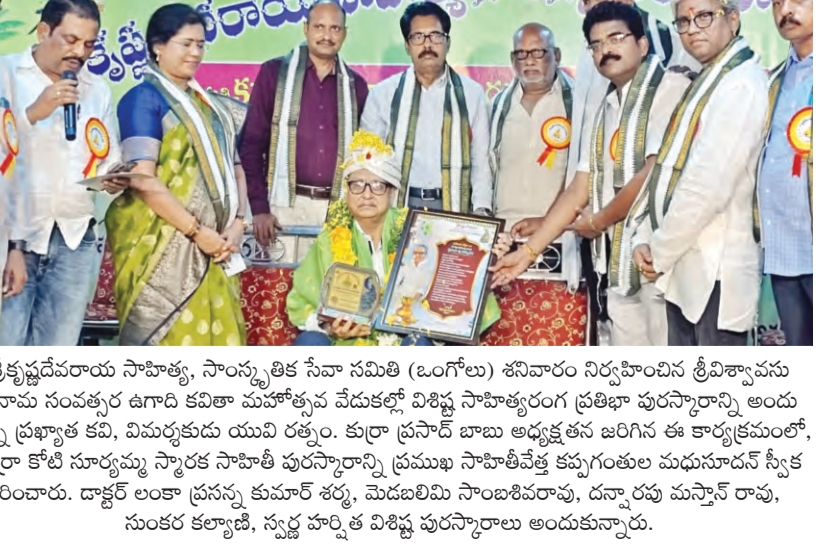 కృష్ణ
రాయ
శ్రీకృష్ణదేవరాయ సాహిత్య, సాంస్కృతిక సేవా సమితి (ఒంగోలు) శనివారం నిర్వహించిన శ్రీవిశ్వావసు
నామ సంవత్సర ఉగాది కవితా మహోత్సవ వేడుకల్లో విశిష్ట సాహిత్యరంగ ప్రతిభా పురస్కారాన్ని అందు
ప్రఖ్యాత కవి, విమర్శకుడు యువి రత్నం. కుర్రా ప్రసాద్ బాబు అధ్యక్షతన జరిగిన ఈ కార్యక్రమంలో,
కోటి సూర్యమ్మ స్మారక సాహితీ పురస్కారాన్ని ప్రముఖ సాహితీవేత్త కప్పగంతుల మధుసూదన్ స్వీక
రించారు. డాక్టర్ లంకా ప్రసన్న కుమార్ శర్మ, మెడబలిమి సాంబశివరావు, దన్నారపు మస్తాన్ రావు,
సుంకర కల్యాణి, స్వర్ణ హర్షిత విశిష్ట పురస్కారాలు అందుకున్నారు.